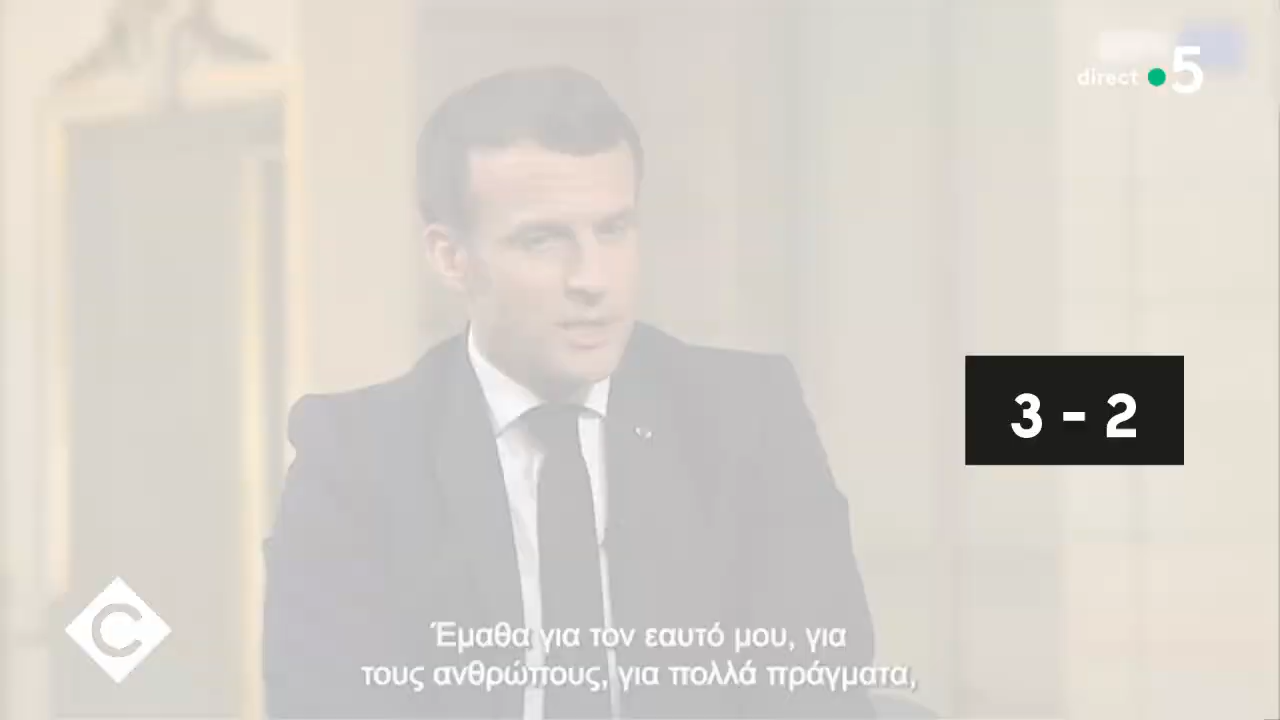 direct 5
3 - 2
C
Έμαθα για τον εαυτό μου, για
τους ανθρώπους, για πολλά πράγματα,